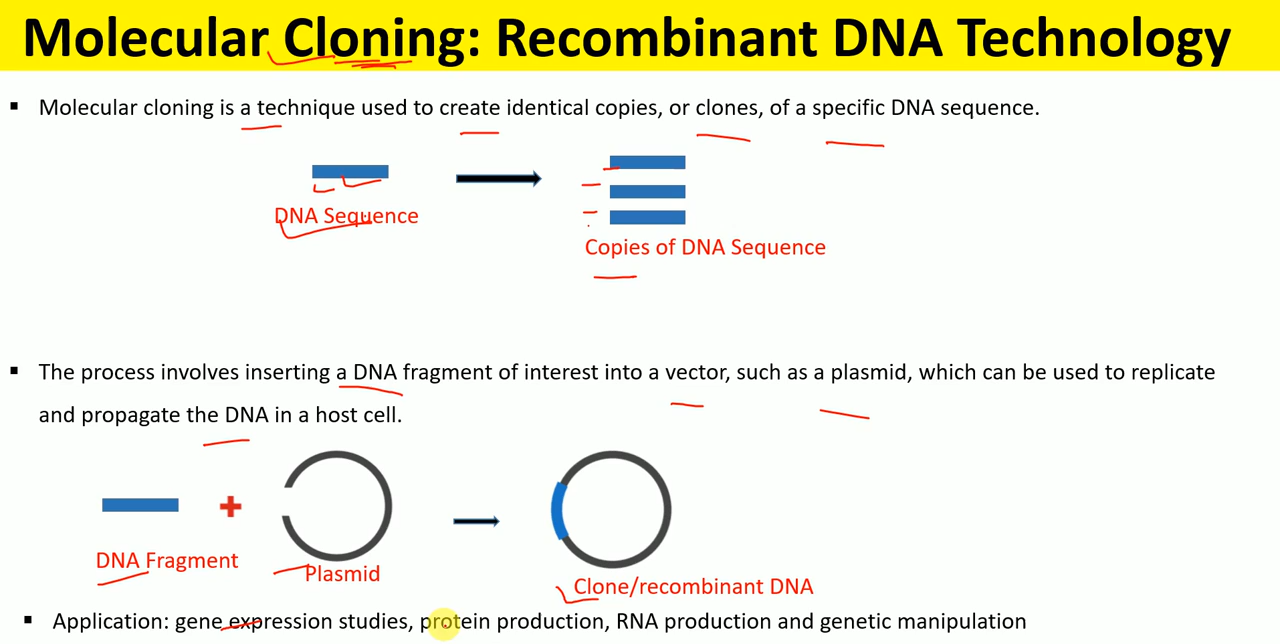 Molecular Cloning: Recombinant DNA Technology
▪ Molecular cloning is a technique used to create identical copies, or clones, of a specific DNA sequence.
DNA Sequence
Copies of DNA Sequence
▪ The process involves inserting a DNA fragment of interest into a vector, such as a plasmid, which can be used to replicate
and propagate the DNA in a host cell.
DNA Fragment
Plasmid
Clone/recombinant DNA
▪ Application: gene expression studies, protein production, RNA production and genetic manipulation